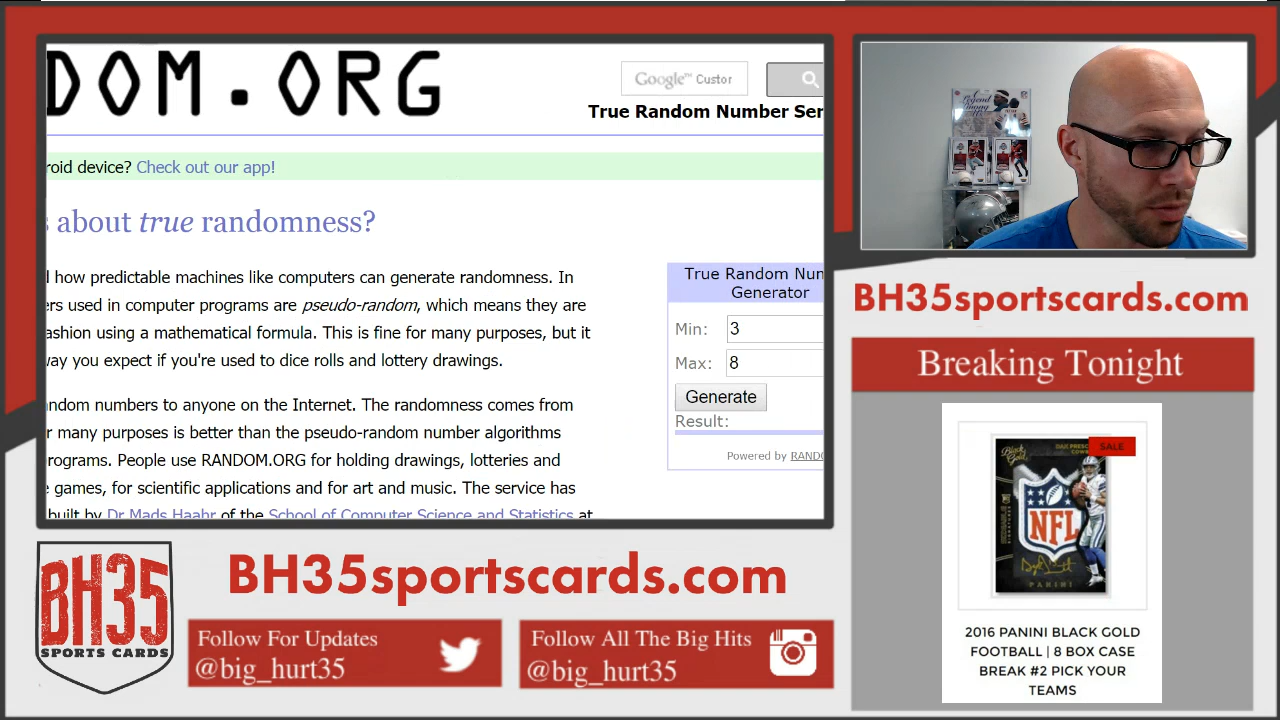 DOM.ORG
Google™ Custor
True Random Number Ser
roid device? Check out our app!
s about true randomness?
d how predictable machines like computers can generate randomness. In
ers used in computer programs are pseudo-random, which means they are
ashion using a mathematical formula. This is fine for many purposes, but it
way you expect if you're used to dice rolls and lottery drawings.
ndom numbers to anyone on the Internet. The randomness comes from
r many purposes is better than the pseudo-random number algorithms
rograms. People use RANDOM.ORG for holding drawings, lotteries and
e games, for scientific applications and for art and music. The service has
built by Dr Mads Haahr of the School of Computer Science and Statistics at
True Random Num
Generator
Min: 3
Max: 8
Generate
Result:
Powered by RANDO
BH35sportscards.com
Breaking Tonight
SALE
Black Gold
NFL
PANINI
2016 PANINI BLACK GOLD
FOOTBALL | 8 BOX CASE
BREAK #2 PICK YOUR
TEAMS
BH35
SPORTS CARDS
BH35sportscards.com
Follow For Updates
@big_hurt35
Follow All The Big Hits
@big_hurt35